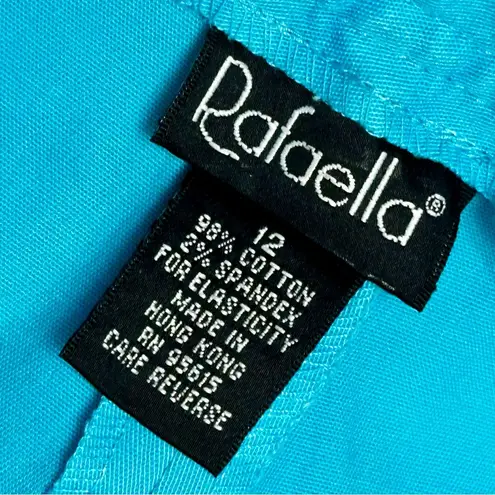 Rafaella®
12
98% COTTON
2% SPANDEX
FOR ELASTICITY
MADE IN
HONG KONG
RN 95615
CARE REVERSE